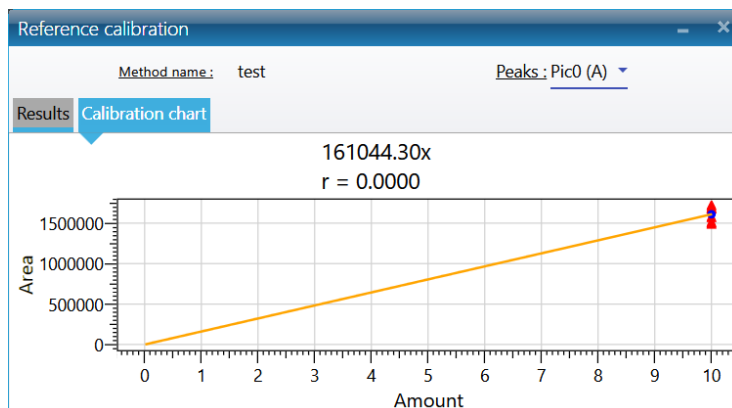 Reference calibration
Method name : test Peaks : Pic0 (A)
Results Calibration chart
161044.30x
r = 0.0000
1500000
1000000
500000
0
Area
0 1 2 3 4 5 6 7 8 9 10
Amount